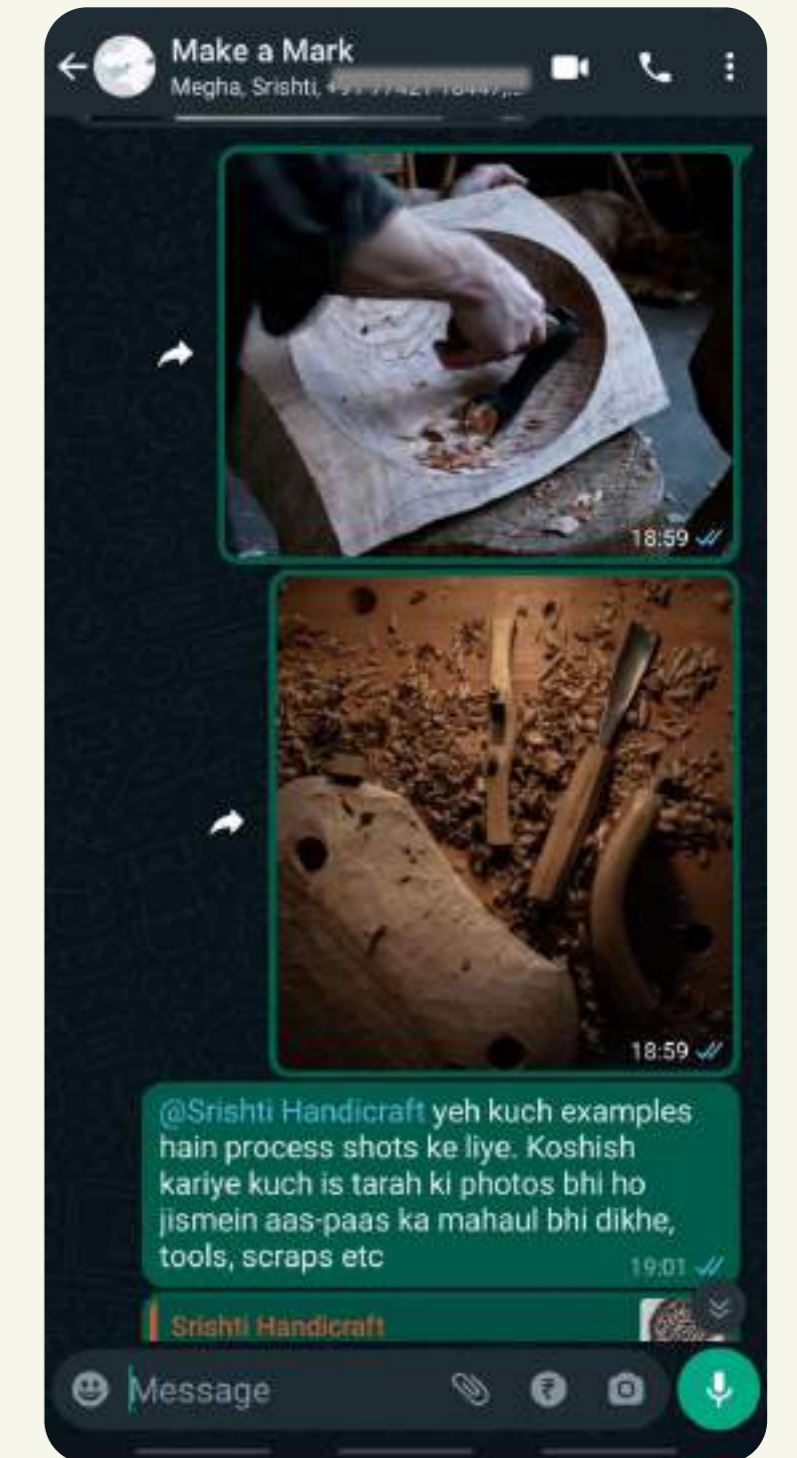 Make a Mark
Megha, Srishti,
18:59
18:59
@Srishti Handicraft yeh kuch examples
hain process shots ke liye. Koshish
kariye kuch is tarah ki photos bhi ho
jismein aas-paas ka mahaul bhi dikhe,
tools, scraps etc
19:01
Srishti Handicraft
Message